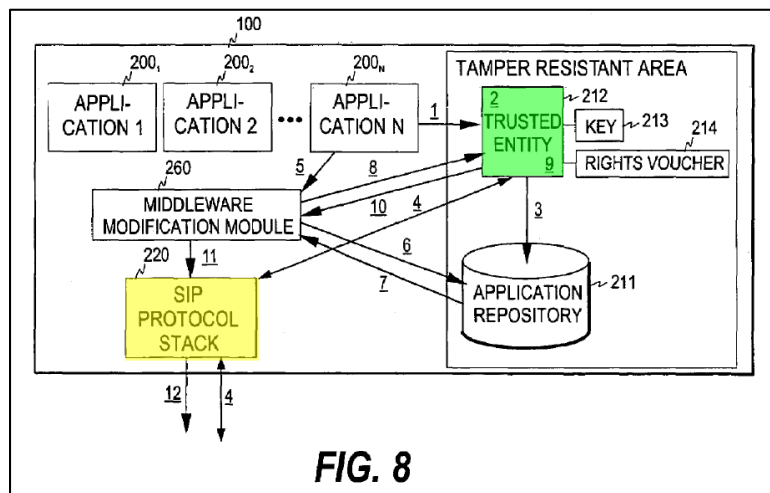 100
200₁
200₂
200N
APPLI-
CATION 1
APPLI-
CATION 2
•••
APPLI-
CATION N
1
TAMPER RESISTANT AREA
2
TRUSTED
ENTITY
9
212
KEY
213
214
RIGHTS VOUCHER
5
8
10
4
3
260
MIDDLEWARE
MODIFICATION MODULE
6
7
11
220
SIP
PROTOCOL
STACK
APPLICATION
REPOSITORY
211
12
4
FIG. 8